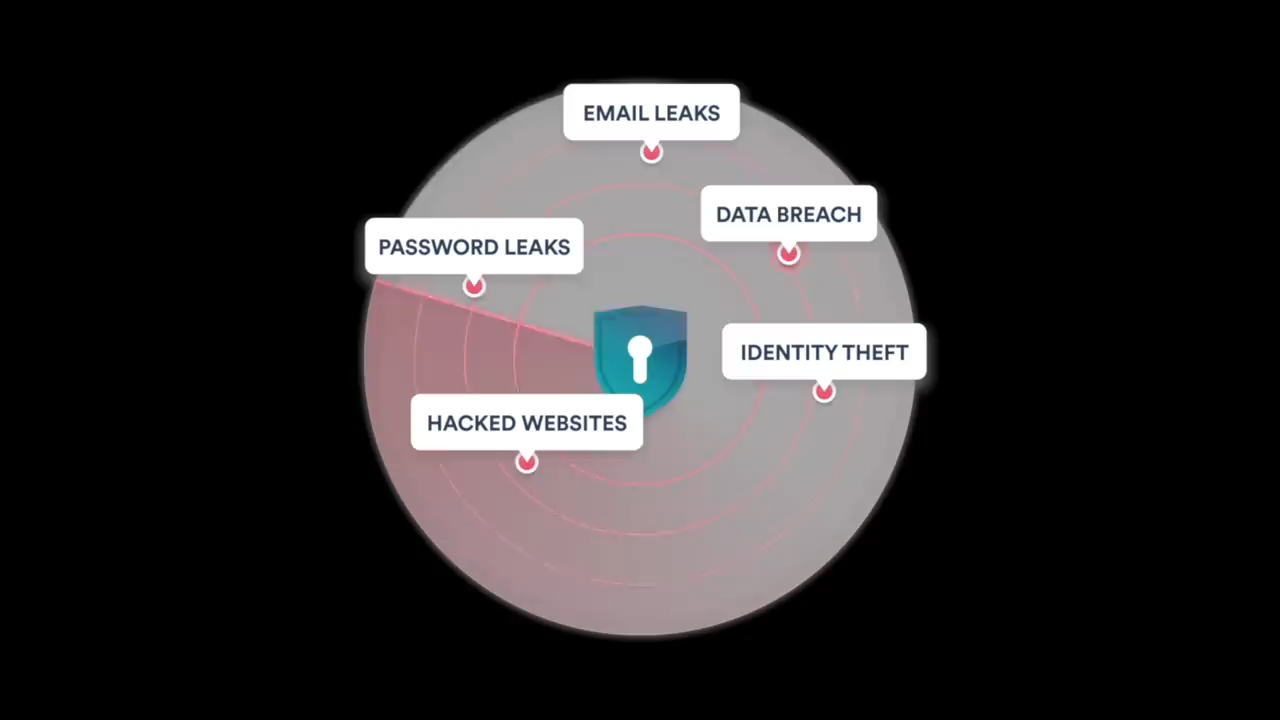 EMAIL LEAKS
DATA BREACH
PASSWORD LEAKS
IDENTITY THEFT
HACKED WEBSITES